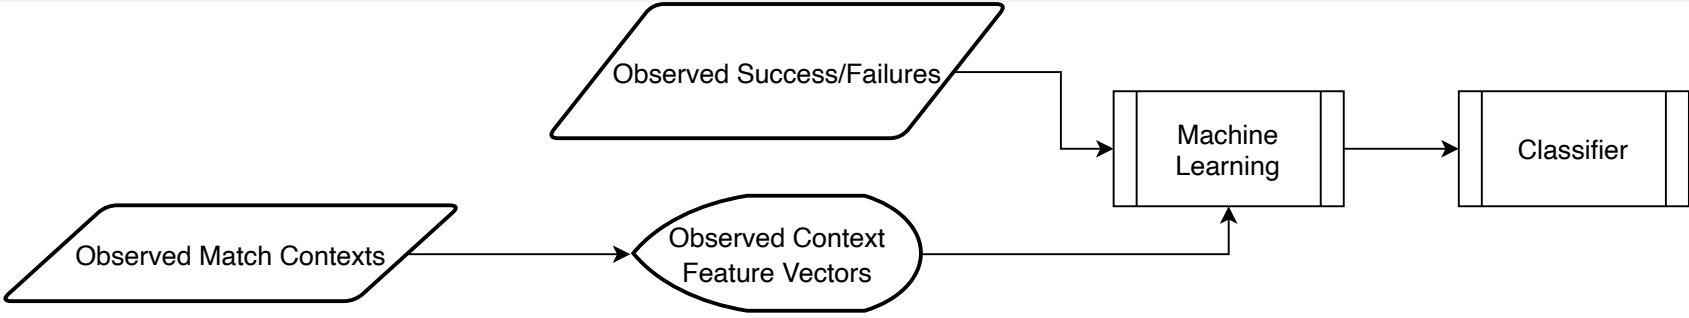 Observed Success/Failures
Machine
Learning
Classifier
Observed Match Contexts
Observed Context
Feature Vectors